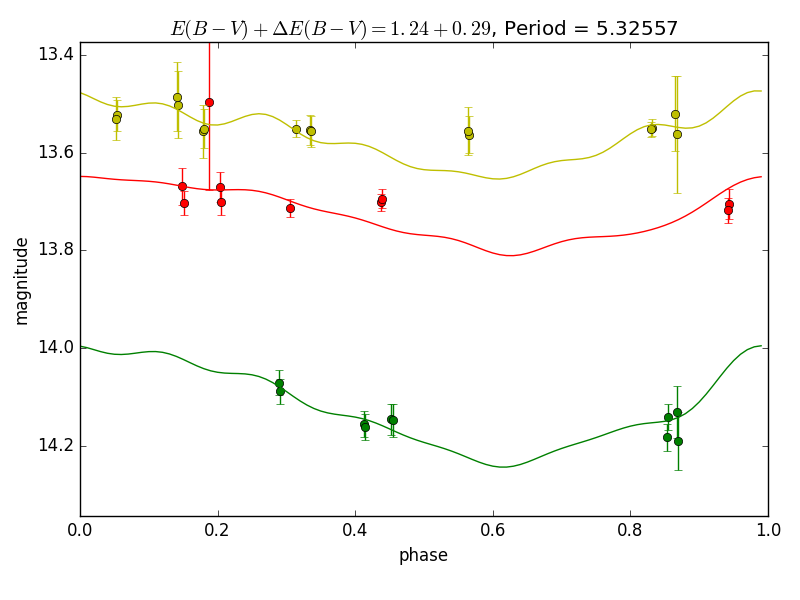 E(B − V) + ΔE(B − V) = 1.24 + 0.29, Period = 5.32557
13.4
13.6
13.8
14.0
14.2
magnitude
0.0 0.2 0.4 0.6 0.8 1.0
phase